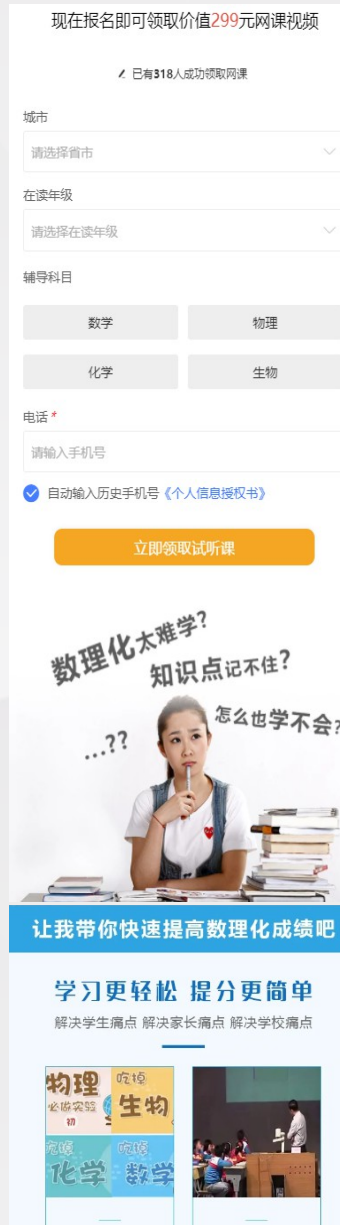 现在报名即可领取价值299元网课视频
已有318人成功领取网课
城市
请选择省市
在读年级
请选择在读年级
辅导科目
数学
物理
化学
生物
电话 *
请输入手机号
自动输入历史手机号《个人信息授权书》
立即领取试听课
数理化太难学?
知识点记不住?
怎么也学不会?
...??
让我带你快速提高数理化成绩吧
学习更轻松 提分更简单
解决学生痛点 解决家长痛点 解决学校痛点
物理
必做实验
初
吃掉
生物
吃掉
化学
吃掉
数学